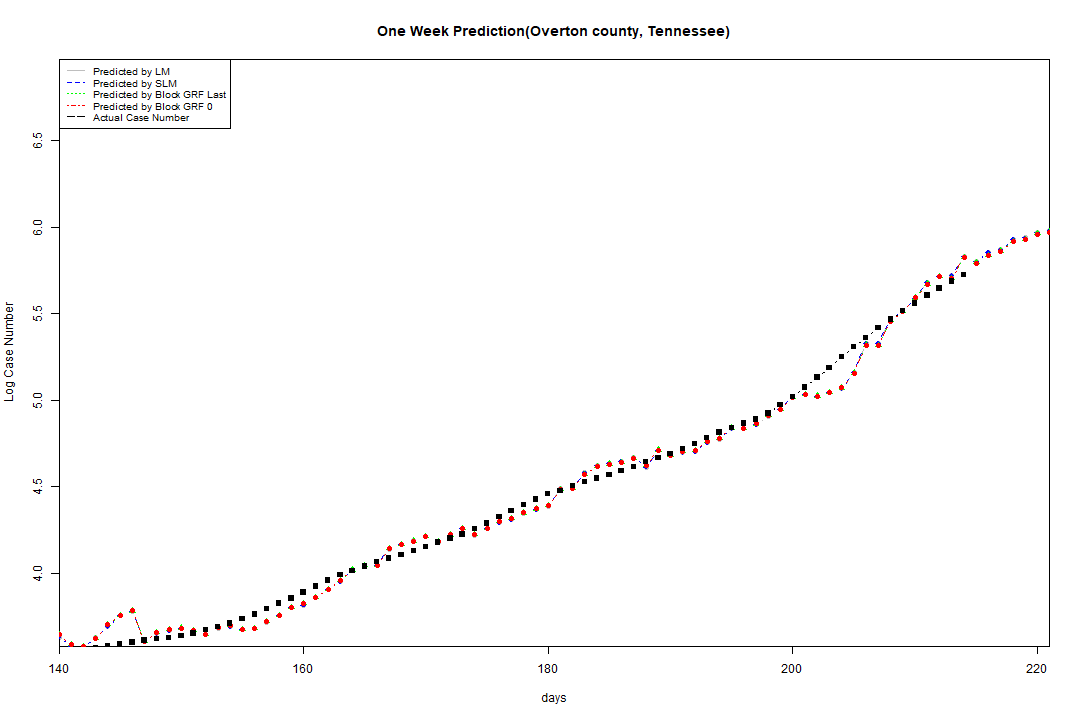 One Week Prediction(Overton county, Tennessee)
Predicted by LM
Predicted by SLM
Predicted by Block GRF Last
Predicted by Block GRF 0
Actual Case Number
6.5
6.0
5.5
5.0
4.5
4.0
Log Case Number
140 160 180 200 220
days